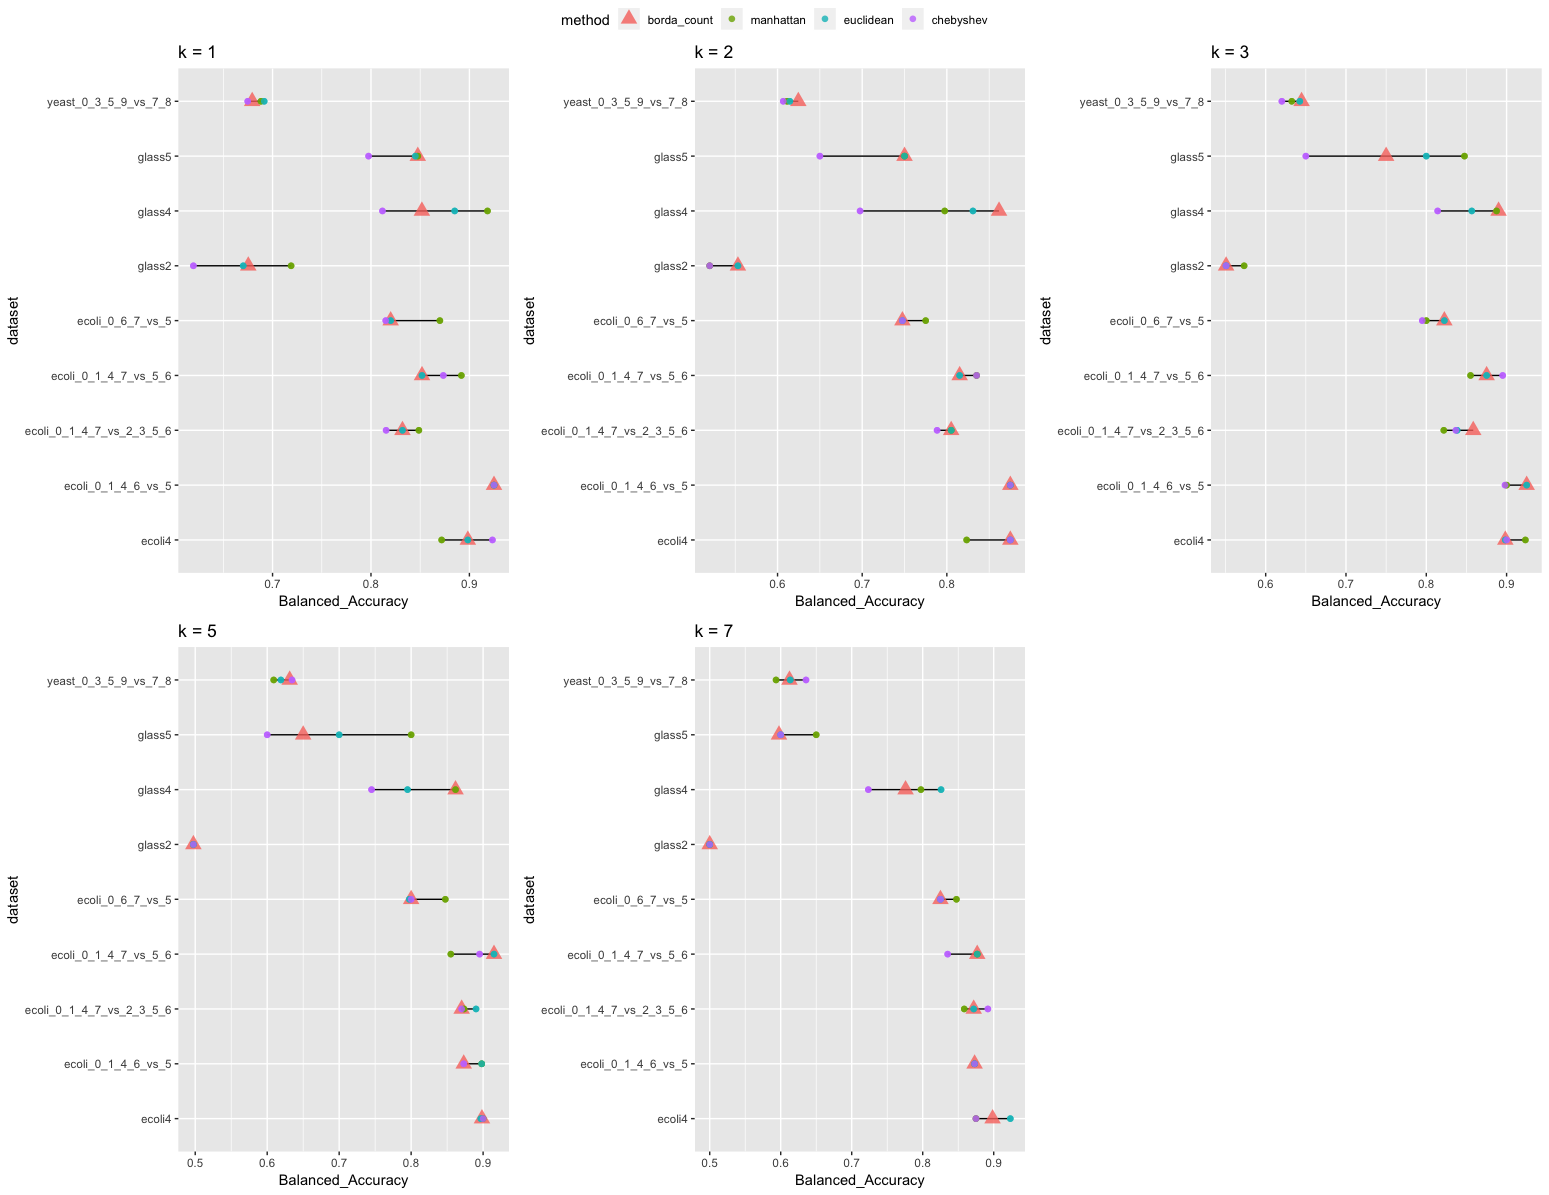 method borda_count manhattan euclidean chebyshev
k = 1
dataset
yeast_0_3_5_9_vs_7_8
glass5
glass4
glass2
ecoli_0_6_7_vs_5
ecoli_0_1_4_7_vs_5_6
ecoli_0_1_4_7_vs_2_3_5_6
ecoli_0_1_4_6_vs_5
ecoli4
0.7 0.8 0.9
Balanced_Accuracy
k = 2
dataset
yeast_0_3_5_9_vs_7_8
glass5
glass4
glass2
ecoli_0_6_7_vs_5
ecoli_0_1_4_7_vs_5_6
ecoli_0_1_4_7_vs_2_3_5_6
ecoli_0_1_4_6_vs_5
ecoli4
0.6 0.7 0.8
Balanced_Accuracy
k = 3
dataset
yeast_0_3_5_9_vs_7_8
glass5
glass4
glass2
ecoli_0_6_7_vs_5
ecoli_0_1_4_7_vs_5_6
ecoli_0_1_4_7_vs_2_3_5_6
ecoli_0_1_4_6_vs_5
ecoli4
0.6 0.7 0.8 0.9
Balanced_Accuracy
k = 5
dataset
yeast_0_3_5_9_vs_7_8
glass5
glass4
glass2
ecoli_0_6_7_vs_5
ecoli_0_1_4_7_vs_5_6
ecoli_0_1_4_7_vs_2_3_5_6
ecoli_0_1_4_6_vs_5
ecoli4
0.5 0.6 0.7 0.8 0.9
Balanced_Accuracy
k = 7
dataset
yeast_0_3_5_9_vs_7_8
glass5
glass4
glass2
ecoli_0_6_7_vs_5
ecoli_0_1_4_7_vs_5_6
ecoli_0_1_4_7_vs_2_3_5_6
ecoli_0_1_4_6_vs_5
ecoli4
0.5 0.6 0.7 0.8 0.9
Balanced_Accuracy